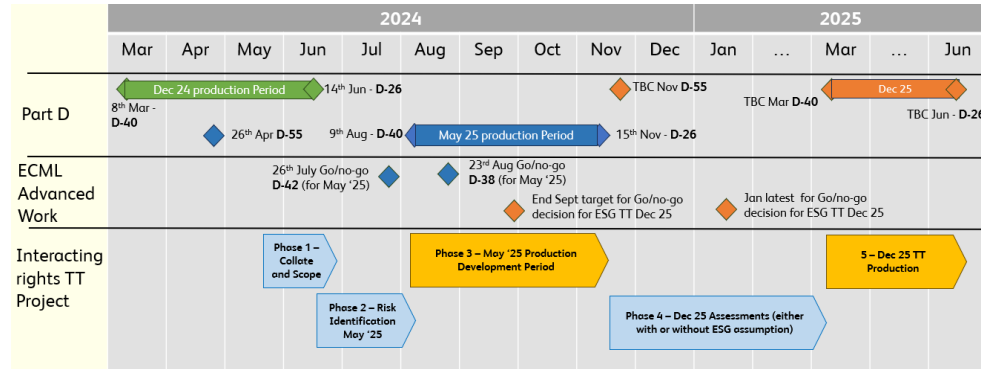 2024
2025
Mar Apr May Jun Jul Aug Sep Oct Nov Dec Jan ... Mar ... Jun
Part D
Dec 24 production Period
14th Jun - D-26
8th Mar -
D-40
TBC Nov D-55
Dec 25
TBC Mar D-40
TBC Jun - D-26
26th Apr D-55
9th Aug - D-40
May 25 production Period
15th Nov - D-26
ECML
Advanced
Work
26th July Go/no-go
D-42 (for May ‘25)
23rd Aug Go/no-go
D-38 (for May ‘25)
End Sept target for Go/no-go
decision for ESG TT Dec 25
Jan latest for Go/no-go
decision for ESG TT Dec 25
Interacting
rights TT
Project
Phase 1 –
Collate
and Scope
Phase 2 – Risk
Identification
May ‘25
Phase 3 – May ‘25 Production
Development Period
Phase 4 – Dec 25 Assessments (either
with or without ESG assumption)
5 – Dec 25 TT
Production